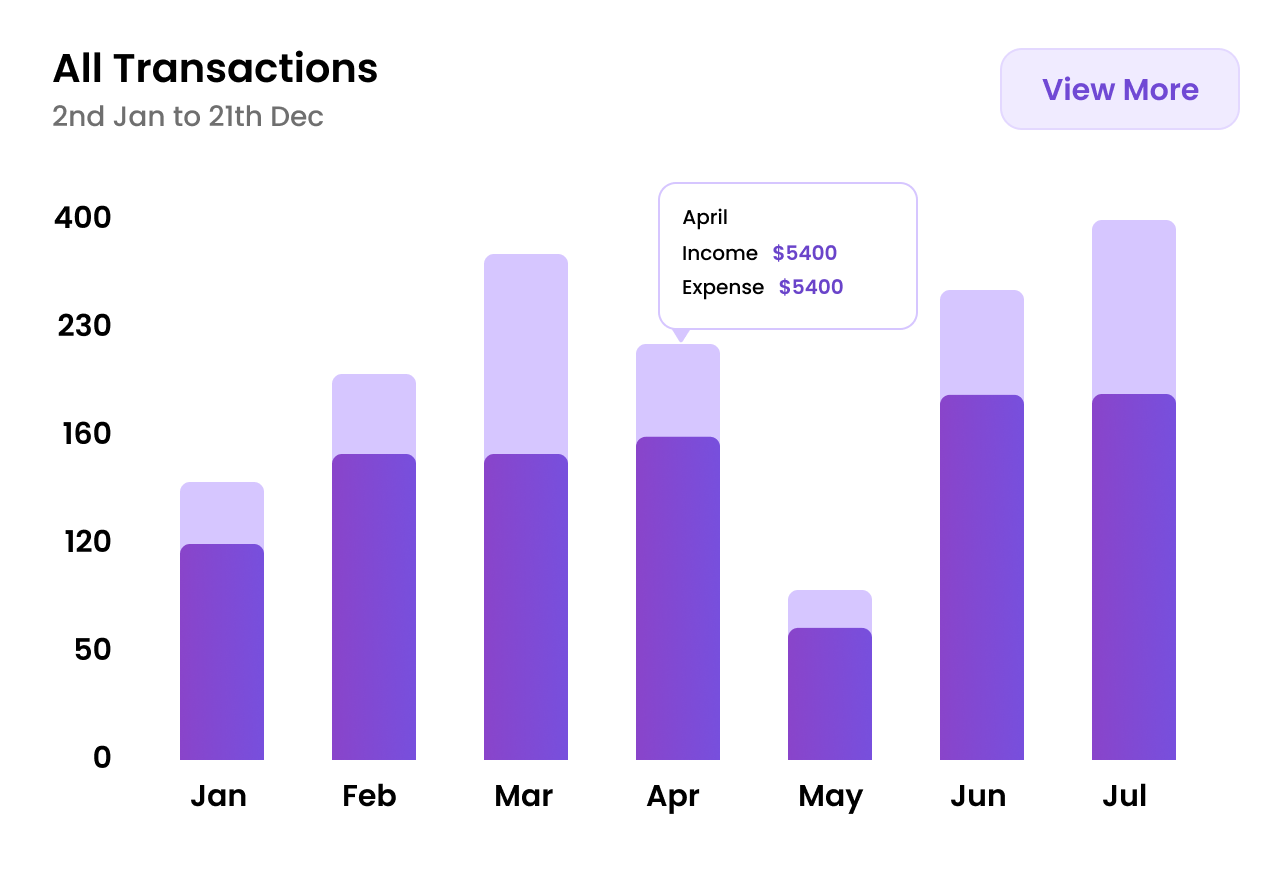 All Transactions
2nd Jan to 21th Dec
View More
400
230
160
120
50
0
April
Income $5400
Expense $5400
Jan Feb Mar Apr May Jun Jul